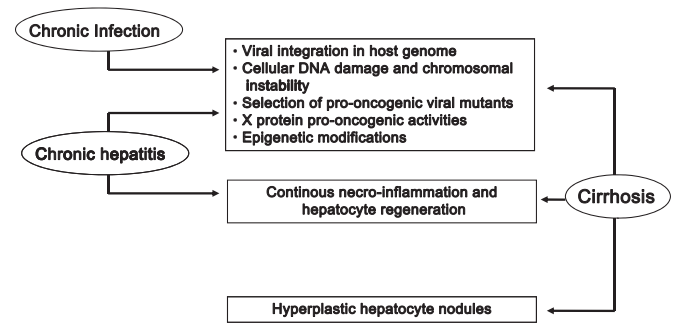 Chronic Infection
· Viral integration in host genome
· Cellular DNA damage and chromosomal
instability
· Selection of pro-oncogenic viral mutants
· X protein pro-oncogenic activities
· Epigenetic modifications
Chronic hepatitis
Continous necro-inflammation and
hepatocyte regeneration
Cirrhosis
Hyperplastic hepatocyte nodules